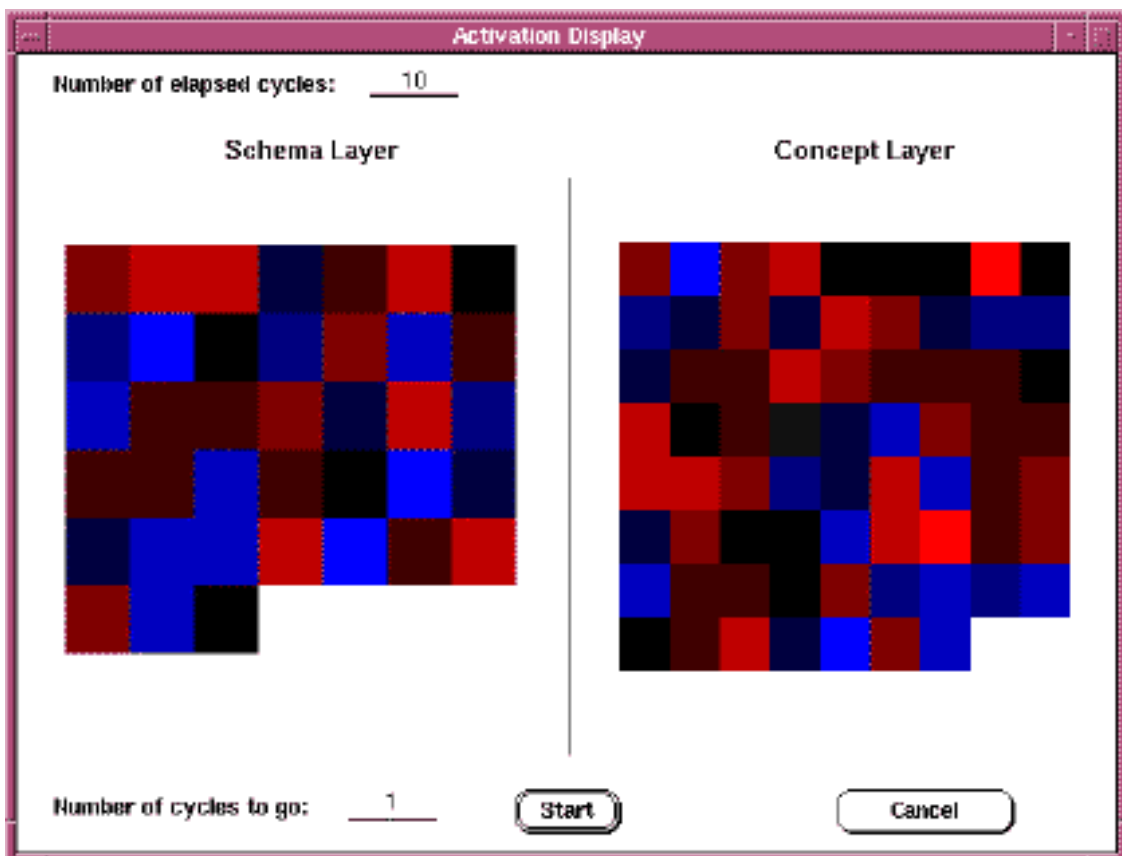 Activation Display
Number of elapsed cycles: 10
Schema Layer Concept Layer
Number of cycles to go: 1 Start Cancel